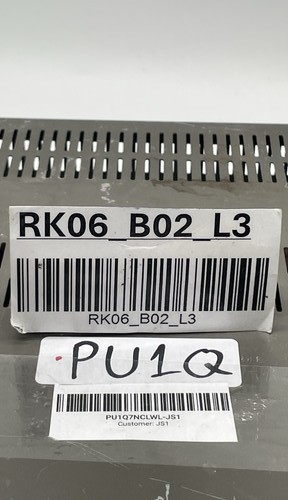 RK06_B02_L3
RK06_B02_L3
PU1Q
PU1Q7NCLWL-JS1
Customer: JS1